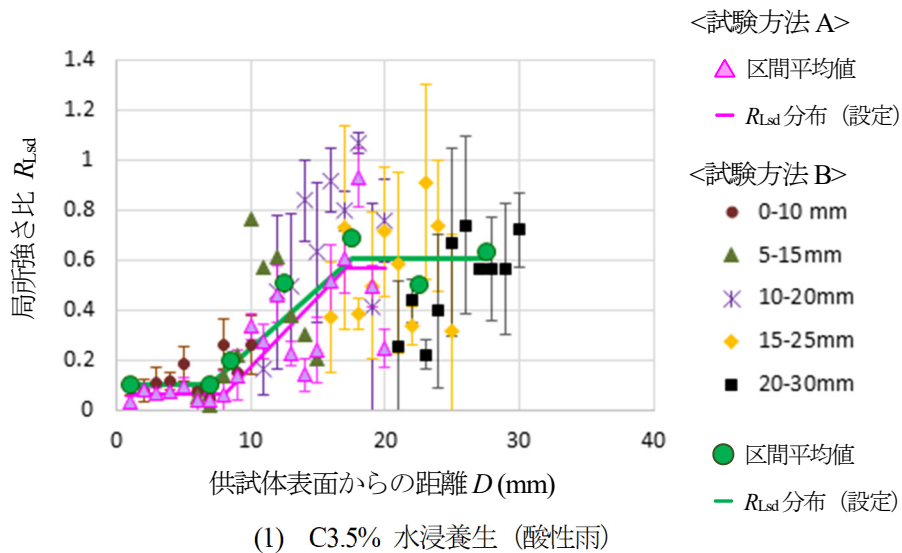 <試験方法 A>
区間平均値
R_Lsd 分布（設定）
<試験方法 B>
0-10 mm
5-15mm
10-20mm
15-25mm
20-30mm
区間平均値
R_Lsd 分布（設定）
局所強さ比 R_Lsd
1.4
1.2
1
0.8
0.6
0.4
0.2
0
0 10 20 30 40
供試体表面からの距離 D (mm)
(1) C3.5% 水浸養生（酸性雨）